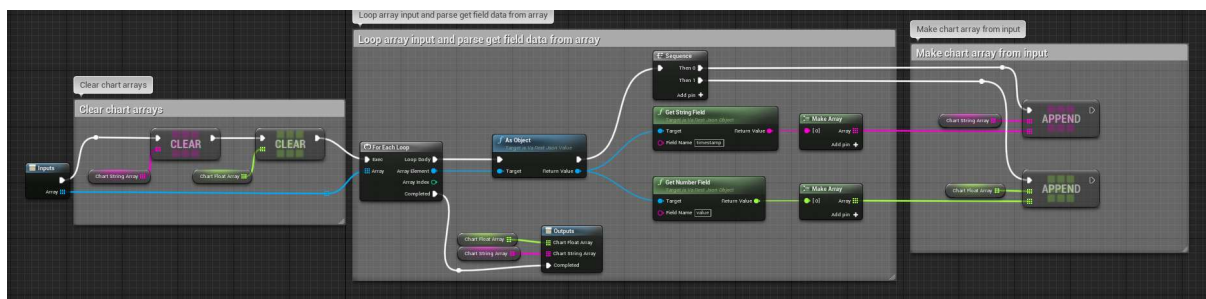 Loop array input and parse get field data from array
Loop array input and parse get field data from array
Make chart array from input
Make chart array from input
Clear chart arrays
Clear chart arrays
Inputs
Array
CLEAR
Chart String Array
CLEAR
Chart Float Array
For Each Loop
Exec
Loop Body
Array
Array Element
Array Index
Completed
As Object
Target
Return Value
Sequence
Then 0
Then 1
Add pin
Get String Field
Target
Return Value
Field Name
timestamp
Make Array
[0]
Array
Add pin
Get Number Field
Target
Return Value
Field Name
value
Make Array
[0]
Array
Add pin
Chart Float Array
Chart String Array
Outputs
Chart Float Array
Chart String Array
Completed
Chart String Array
APPEND
Chart Float Array
APPEND